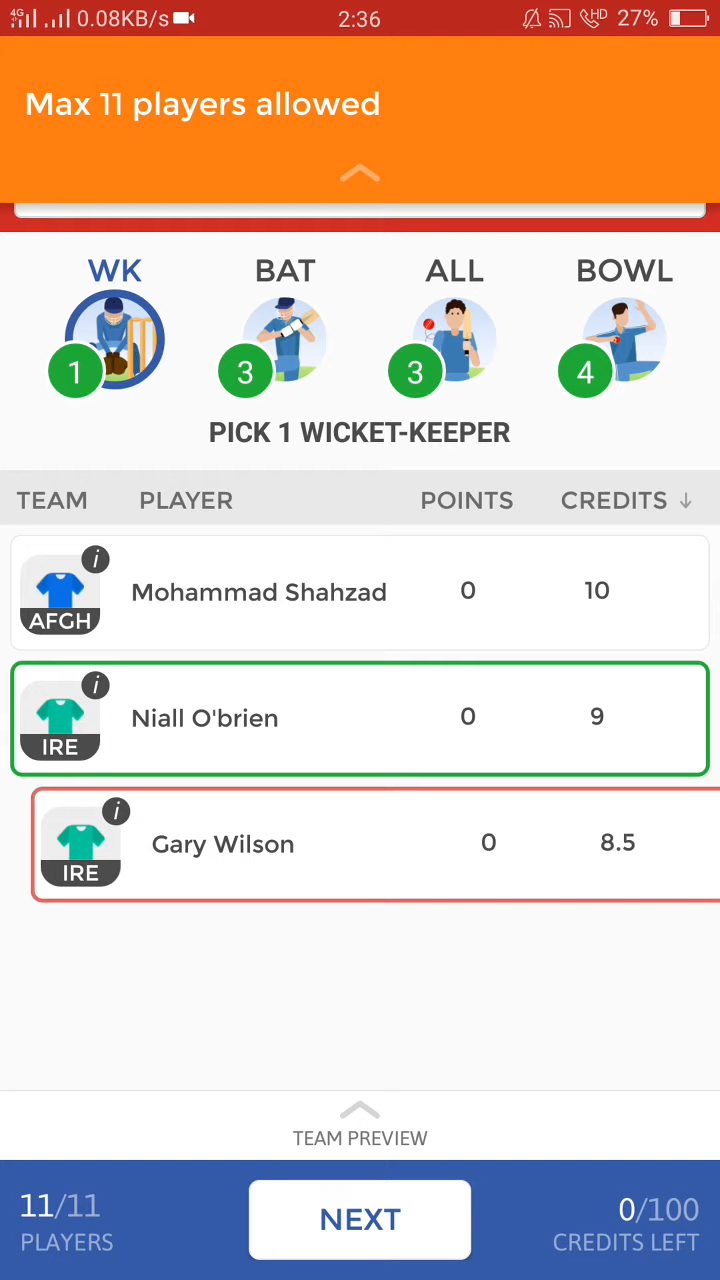 4G 0.08KB/s 2:36 HD 27%
Max 11 players allowed
WK BAT ALL BOWL
1 3 3 4
PICK 1 WICKET-KEEPER
TEAM PLAYER POINTS CREDITS
i
Mohammad Shahzad 0 10
AFGH
i
Niall O'brien 0 9
IRE
i
Gary Wilson 0 8.5
IRE
TEAM PREVIEW
11/11 NEXT 0/100
PLAYERS CREDITS LEFT